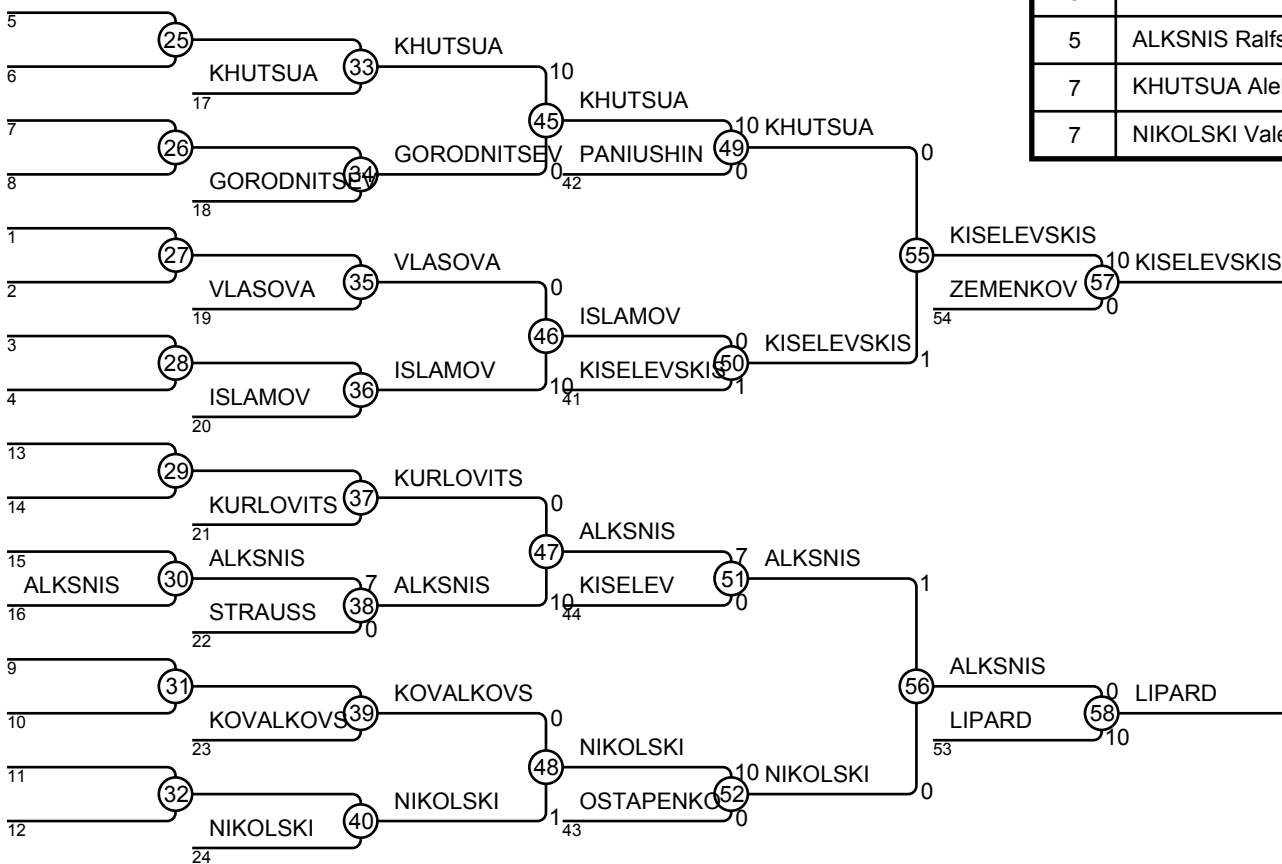 5
25
6
KHUTSUA
17
33
KHUTSUA
10
7
26
8
GORODNITSEV
18
34
GORODNITSEV
0
45
KHUTSUA
10
PANIUSHIN
42
0
49
KHUTSUA
0
1
27
2
VLASOVA
19
35
VLASOVA
0
3
28
4
ISLAMOV
20
36
ISLAMOV
10
46
ISLAMOV
0
KISELEVSKIS
41
1
50
KISELEVSKIS
1
55
KISELEVSKIS
10
ZEMENKOV
54
0
57
KISELEVSKIS
13
29
14
KURLOVITS
21
37
KURLOVITS
0
15
ALKSNIS
16
30
ALKSNIS
7
STRAUSS
22
0
38
ALKSNIS
10
47
ALKSNIS
7
KISELEV
44
0
51
ALKSNIS
1
9
31
10
KOVALKOVS
23
39
KOVALKOVS
0
11
32
12
NIKOLSKI
24
40
NIKOLSKI
1
48
NIKOLSKI
10
OSTAPENKO
43
0
52
NIKOLSKI
0
56
ALKSNIS
0
LIPARD
53
10
58
LIPARD
5 ALKSNIS Ralfs
7 KHUTSUA Ale
7 NIKOLSKI Vale